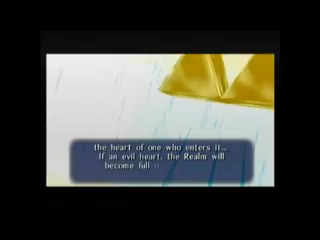 the heart of one who enters it...
If an evil heart, the Realm will
become full